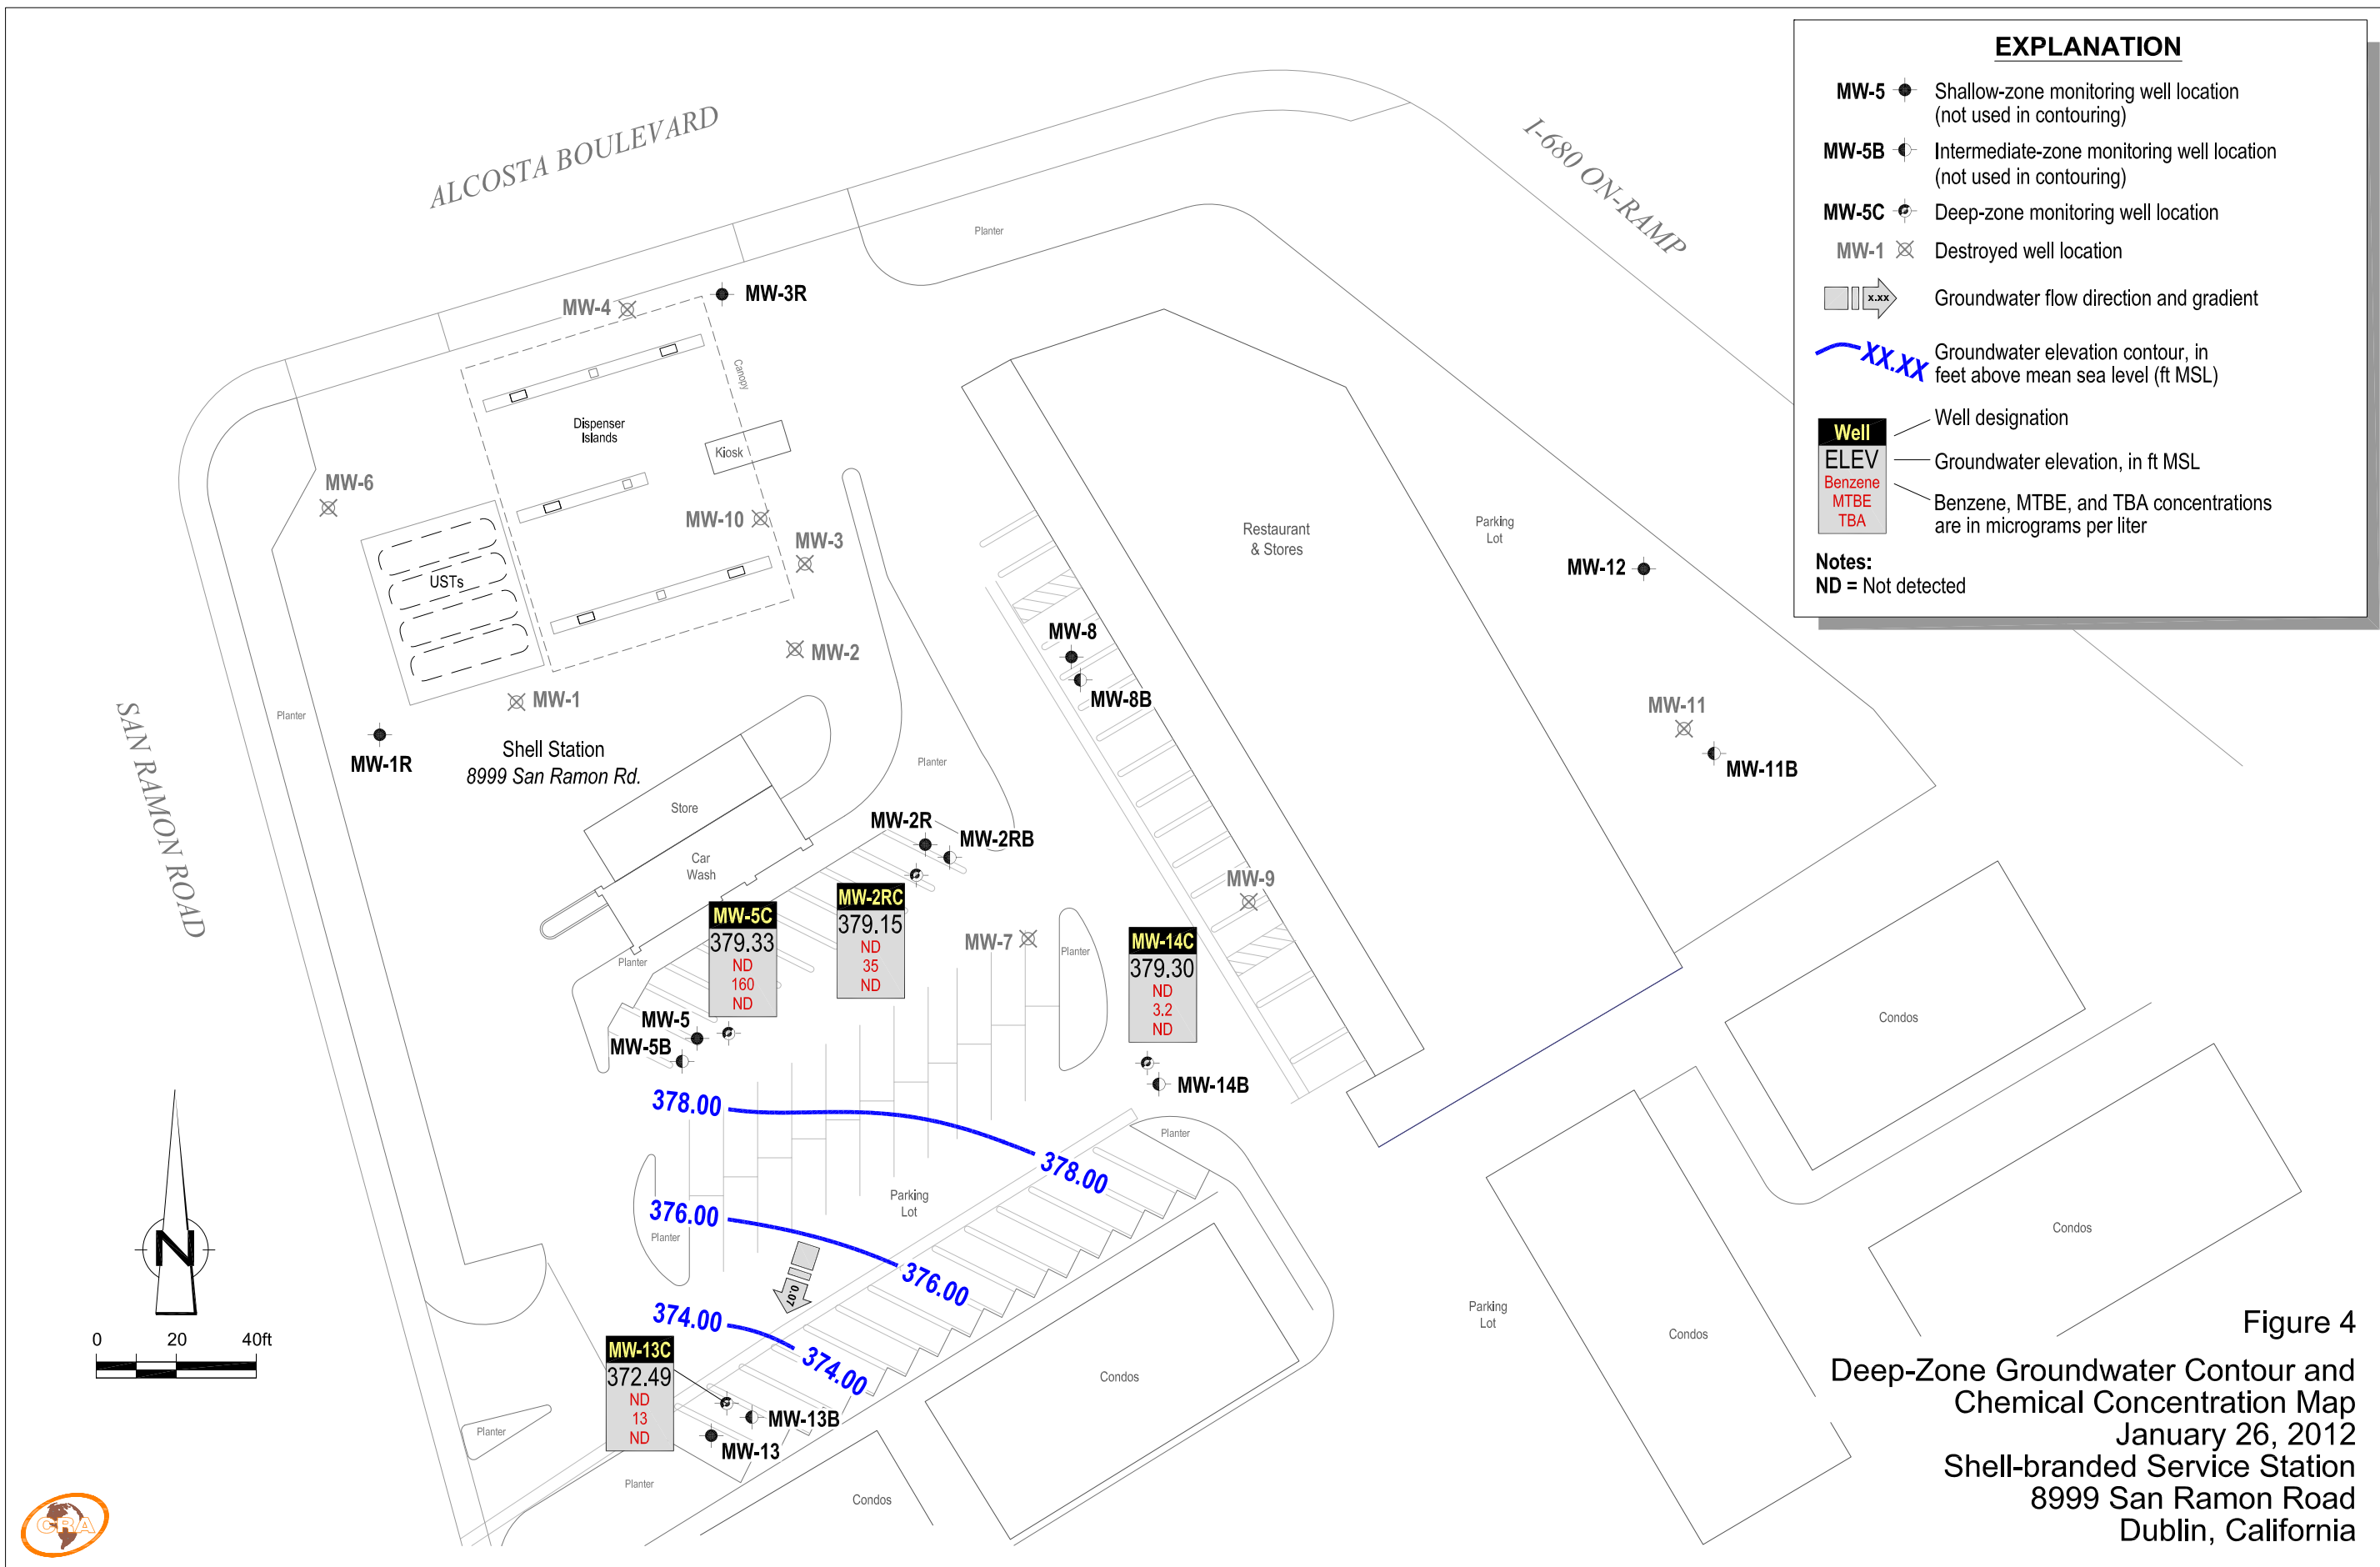 EXPLANATION
MW-5 Shallow-zone monitoring well location
(not used in contouring)
MW-5B Intermediate-zone monitoring well location
(not used in contouring)
MW-5C Deep-zone monitoring well location
MW-1 Destroyed well location
x.xx Groundwater flow direction and gradient
XX.XX Groundwater elevation contour, in
feet above mean sea level (ft MSL)
Well
ELEV
Benzene
MTBE
TBA
Well designation
Groundwater elevation, in ft MSL
Benzene, MTBE, and TBA concentrations
are in micrograms per liter
Notes:
ND = Not detected
ALCOSTA BOULEVARD
I-680 ON-RAMP
SAN RAMON ROAD
Planter
MW-4
MW-3R
Canopy
Dispenser
Islands
Kiosk
MW-6
MW-10
MW-3
USTs
MW-2
MW-1
Planter
MW-1R
Shell Station
8999 San Ramon Rd.
Restaurant
& Stores
Parking
Lot
MW-12
MW-8
MW-8B
MW-11
MW-11B
Planter
Store
Car
Wash
MW-2R
MW-2RB
MW-9
MW-5C
379.33
ND
160
ND
MW-2RC
379.15
ND
35
ND
MW-7
Planter
MW-14C
379.30
ND
3.2
ND
Planter
MW-5
MW-5B
MW-14B
Condos
378.00
378.00
Planter
Parking
Lot
376.00
376.00
Planter
0.07
374.00
374.00
MW-13C
372.49
ND
13
ND
MW-13B
MW-13
Planter
Planter
Condos
Condos
Parking
Lot
Condos
Condos
N
0 20 40ft
CRA
Figure 4
Deep-Zone Groundwater Contour and
Chemical Concentration Map
January 26, 2012
Shell-branded Service Station
8999 San Ramon Road
Dublin, California